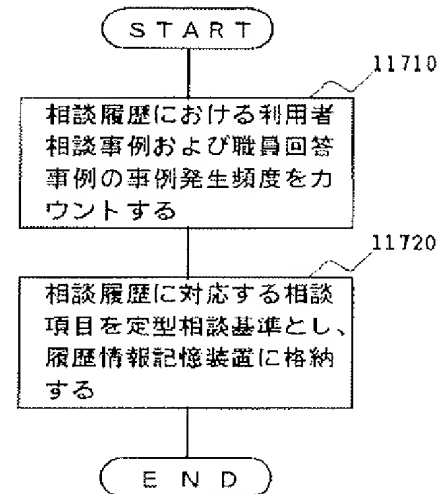 START
11710
相談履歴における利用者
相談事例および職員回答
事例の事例発生頻度をカ
ウントする
11720
相談履歴に対応する相談
項目を定型相談基準とし、
履歴情報記憶装置に格納
する
END